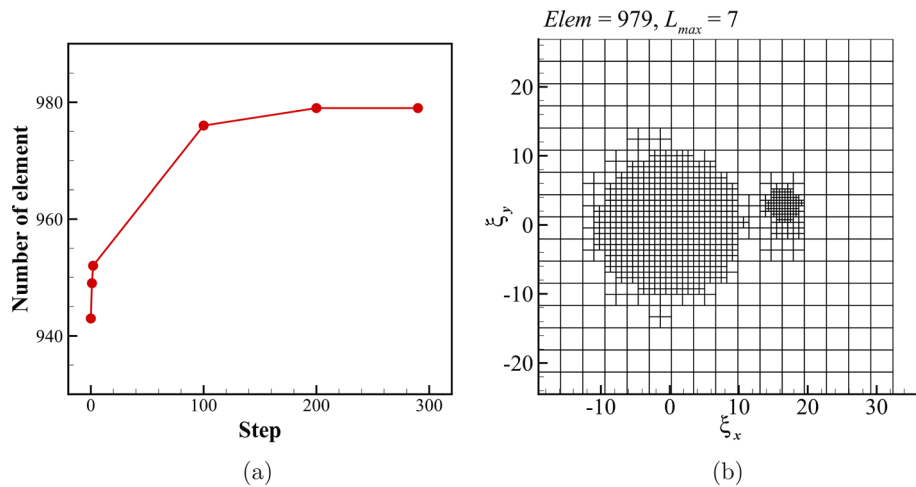 Number of element
980
960
940
0
100
200
300
Step
(a)
Elem = 979, L_max = 7
ξ_y
20
10
0
-10
-20
-10
0
10
20
30
ξ_x
(b)